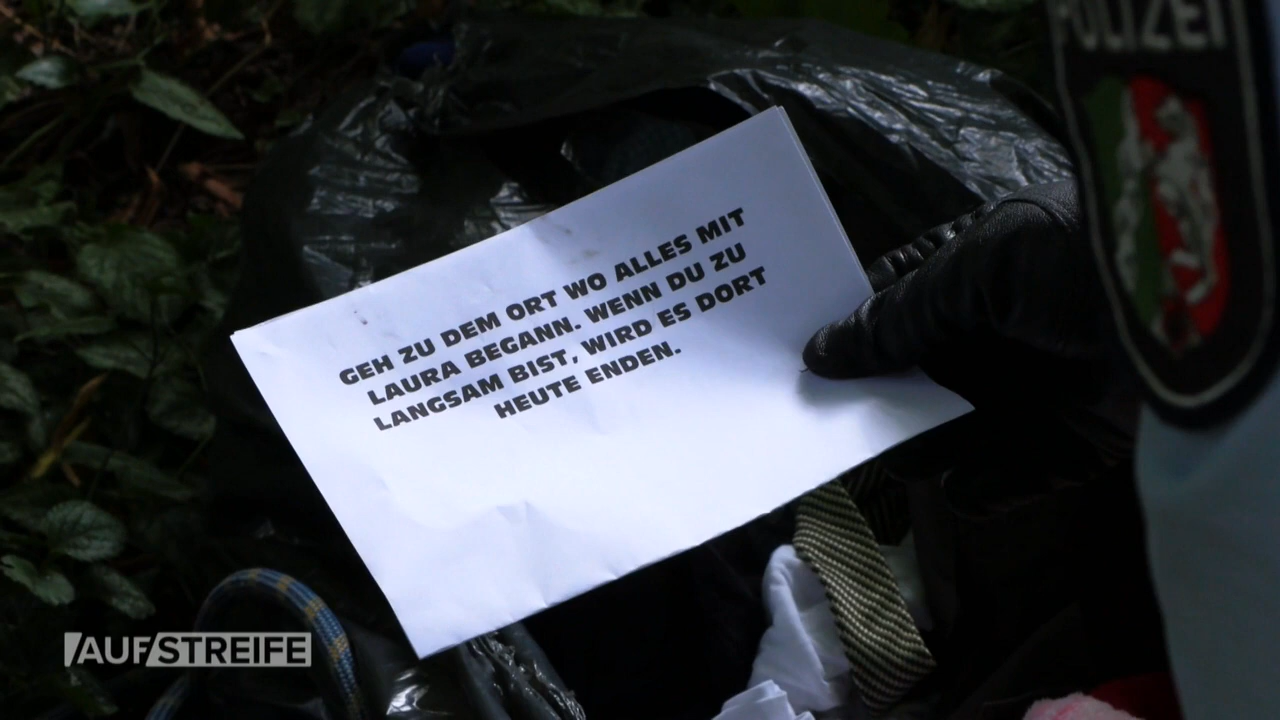 POLIZEI
GEH ZU DEM ORT WO ALLES MIT
LAURA BEGANN. WENN DU ZU
LANGSAM BIST, WIRD ES DORT
HEUTE ENDEN.
AUF STREIFE